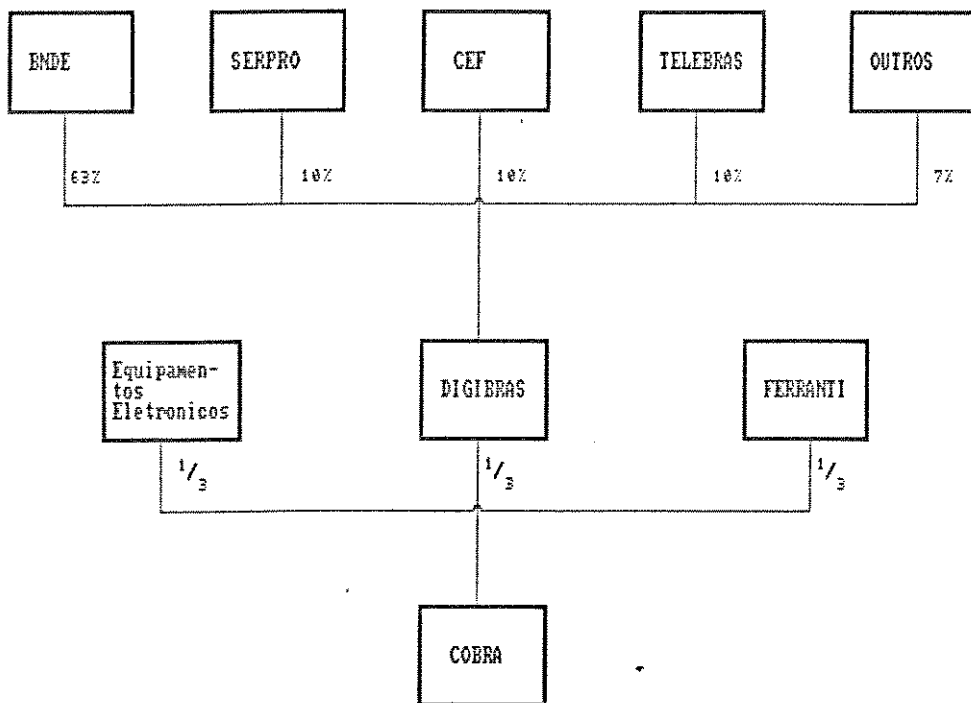 BNDE
SERPRO
CEF
TELEBRAS
OUTROS
63%
10%
10%
10%
7%
Equipamen-
tos
Eletronicos
DIGIBRAS
FERRANTI
1/3
1/3
1/3
COBRA